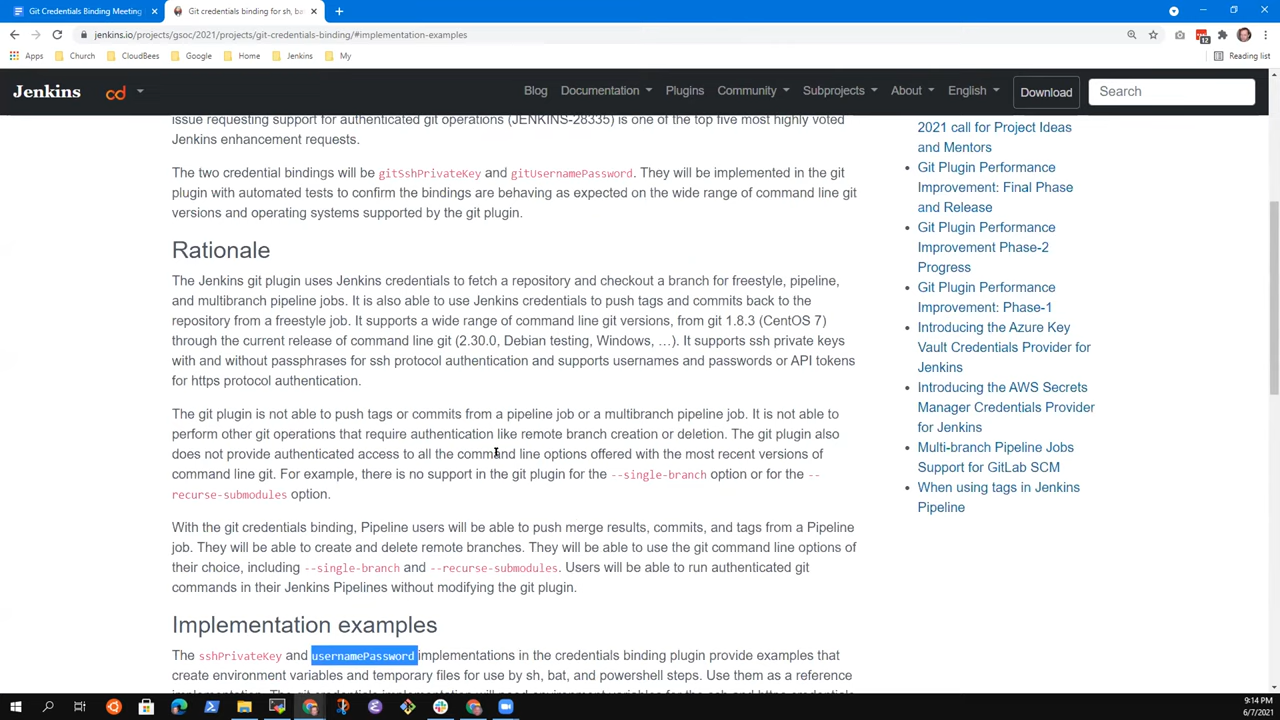 Git Credentials Binding Meeting
Git credentials binding for sh, b
jenkins.io/projects/gsoc/2021/projects/git-credentials-binding/#implementation-examples
12
Apps
Church
CloudBees
Google
Home
Jenkins
My
Reading list
Jenkins
cd
Blog
Documentation
Plugins
Community
Subprojects
About
English
Download
Search
issue requesting support for authenticated git operations (JENKINS-28335) is one of the top five most highly voted
Jenkins enhancement requests.
The two credential bindings will be gitSshPrivateKey and gitUsernamePassword. They will be implemented in the git
plugin with automated tests to confirm the bindings are behaving as expected on the wide range of command line git
versions and operating systems supported by the git plugin.
Rationale
The Jenkins git plugin uses Jenkins credentials to fetch a repository and checkout a branch for freestyle, pipeline,
and multibranch pipeline jobs. It is also able to use Jenkins credentials to push tags and commits back to the
repository from a freestyle job. It supports a wide range of command line git versions, from git 1.8.3 (CentOS 7)
through the current release of command line git (2.30.0, Debian testing, Windows, …). It supports ssh private keys
with and without passphrases for ssh protocol authentication and supports usernames and passwords or API tokens
for https protocol authentication.
The git plugin is not able to push tags or commits from a pipeline job or a multibranch pipeline job. It is not able to
perform other git operations that require authentication like remote branch creation or deletion. The git plugin also
does not provide authenticated access to all the command line options offered with the most recent versions of
command line git. For example, there is no support in the git plugin for the --single-branch option or for the --
recurse-submodules option.
With the git credentials binding, Pipeline users will be able to push merge results, commits, and tags from a Pipeline
job. They will be able to create and delete remote branches. They will be able to use the git command line options of
their choice, including --single-branch and --recurse-submodules. Users will be able to run authenticated git
commands in their Jenkins Pipelines without modifying the git plugin.
Implementation examples
The sshPrivateKey and usernamePassword implementations in the credentials binding plugin provide examples that
create environment variables and temporary files for use by sh, bat, and powershell steps. Use them as a reference
implementation. The git credentials implementation will need environment variables for the ssh and https credentials
2021 call for Project Ideas
and Mentors
Git Plugin Performance
Improvement: Final Phase
and Release
Git Plugin Performance
Improvement Phase-2
Progress
Git Plugin Performance
Improvement: Phase-1
Introducing the Azure Key
Vault Credentials Provider for
Jenkins
Introducing the AWS Secrets
Manager Credentials Provider
for Jenkins
Multi-branch Pipeline Jobs
Support for GitLab SCM
When using tags in Jenkins
Pipeline
9:14 PM
6/7/2021